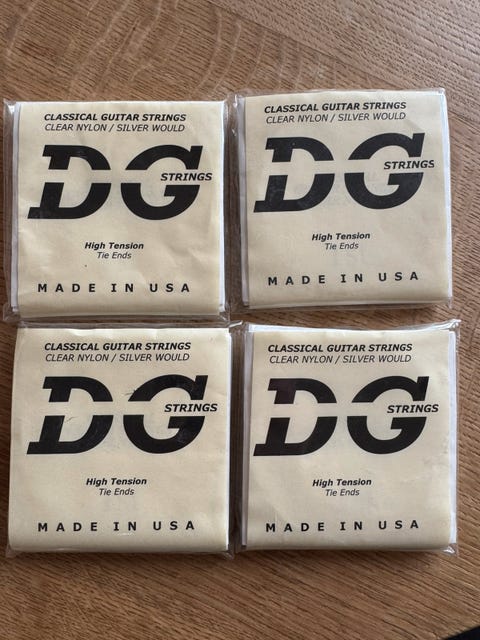 CLASSICAL GUITAR STRINGS
CLEAR NYLON / SILVER WOULD
DG
STRINGS
High Tension
Tie Ends
MADE IN USA
CLASSICAL GUITAR STRINGS
CLEAR NYLON / SILVER WOULD
DG
STRINGS
High Tension
Tie Ends
MADE IN USA
CLASSICAL GUITAR STRINGS
CLEAR NYLON / SILVER WOULD
DG
STRINGS
High Tension
Tie Ends
MADE IN USA
CLASSICAL GUITAR STRINGS
CLEAR NYLON / SILVER WOULD
DG
STRINGS
High Tension
Tie Ends
MADE IN USA